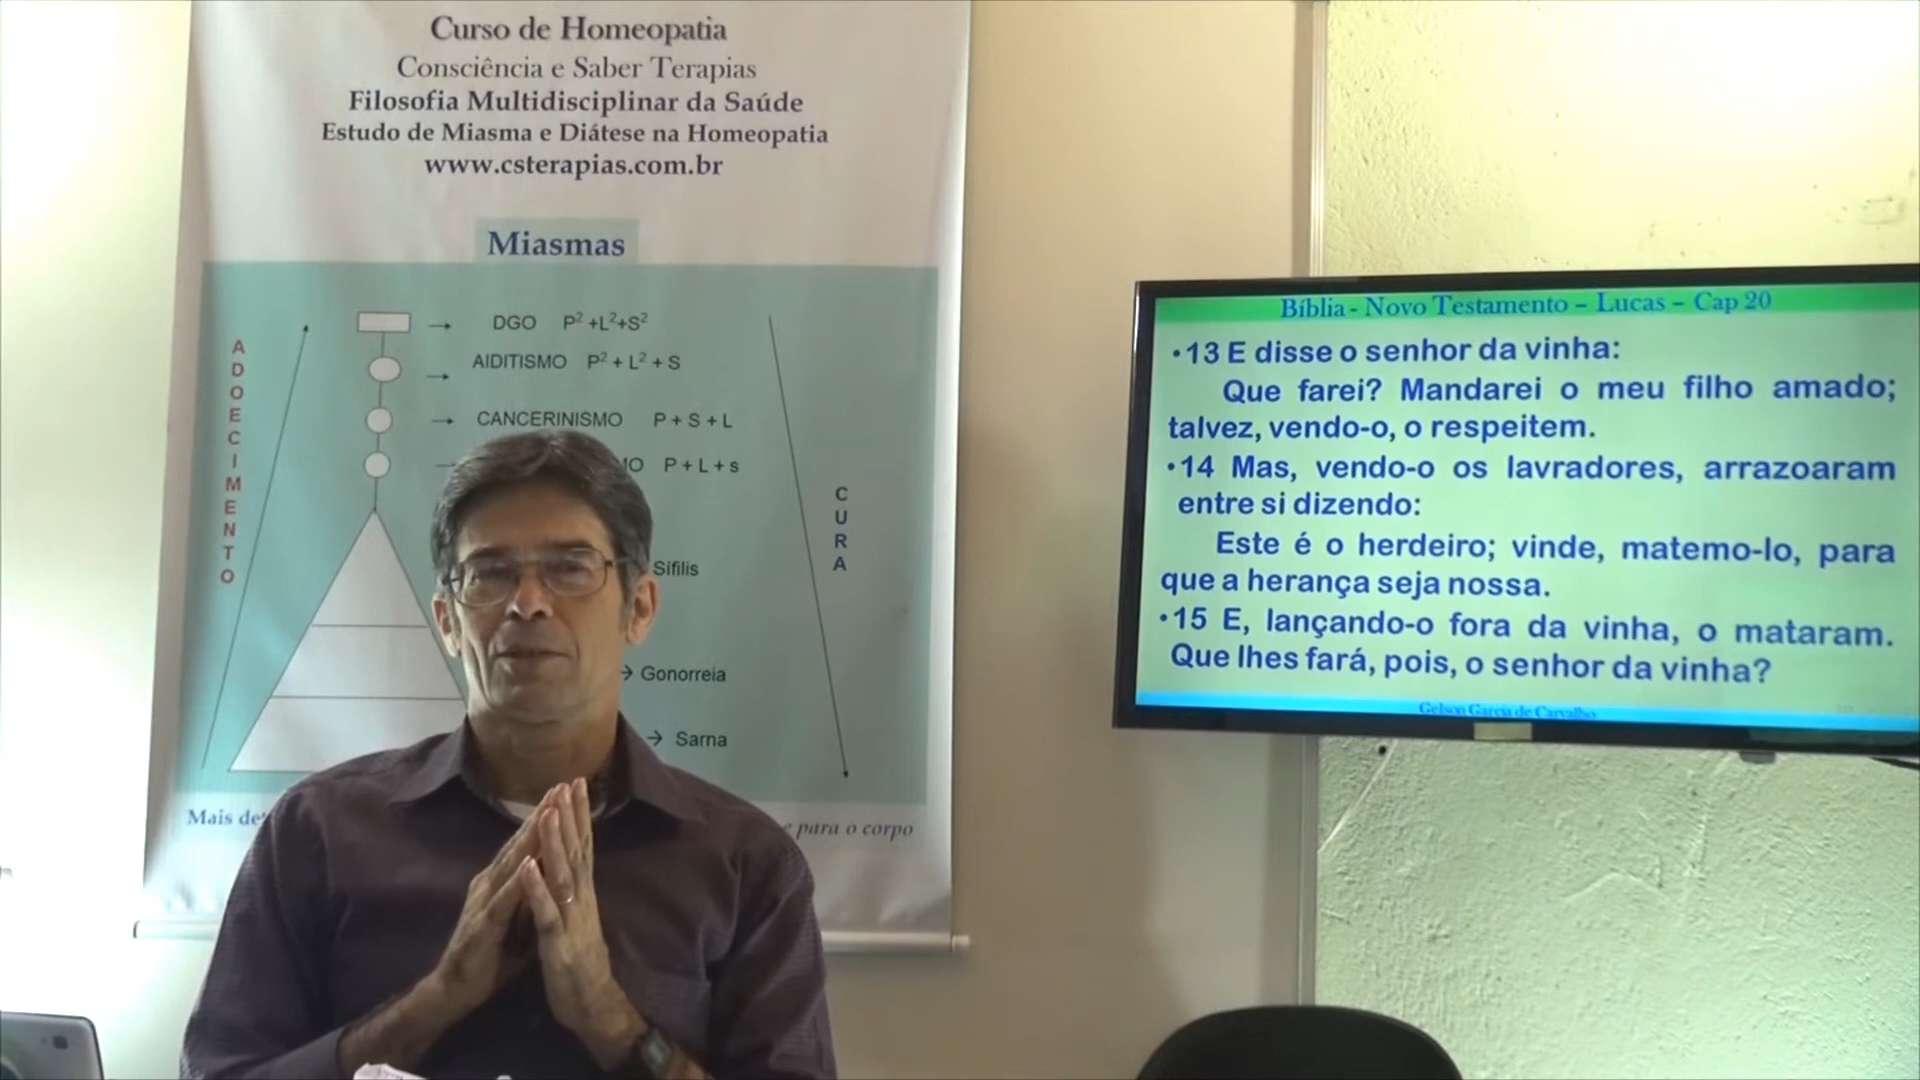 Curso de Homeopatia
Consciência e Saber Terapias
Filosofia Multidisciplinar da Saúde
Estudo de Miasma e Diátese na Homeopatia
www.csterapias.com.br
Miasmas
ADOECIMENTO
DGO P²+L²+S²
AIDITISMO P²+L²+S
CANCERINISMO P+S+L
P+L+s
CURA
Sífilis
→ Gonorreia
→ Sarna
Mais
para o corpo
Bíblia - Novo Testamento – Lucas – Cap 20
•13 E disse o senhor da vinha:
Que farei? Mandarei o meu filho amado;
talvez, vendo-o, o respeitem.
•14 Mas, vendo-o os lavradores, arrazoaram
entre si dizendo:
Este é o herdeiro; vinde, matemo-lo, para
que a herança seja nossa.
•15 E, lançando-o fora da vinha, o mataram.
Que lhes fará, pois, o senhor da vinha?
Gelson Garcia de Carvalho